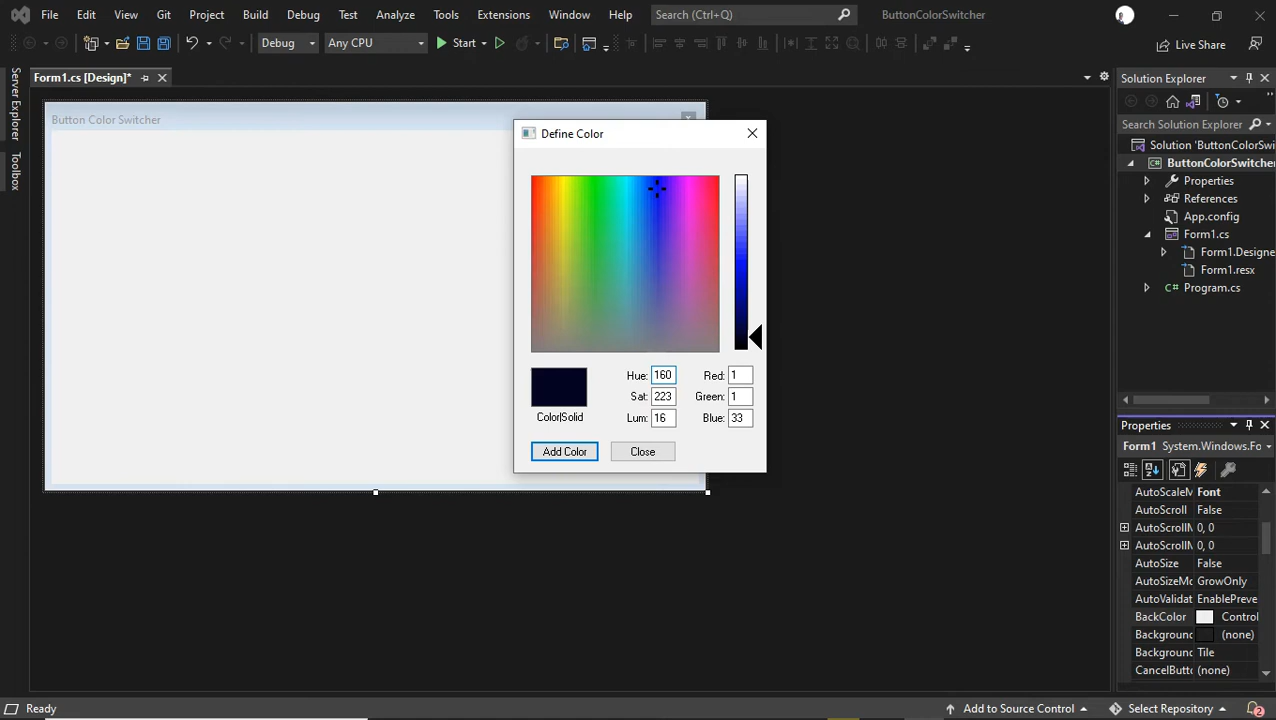 File Edit View Git Project Build Debug Test Analyze Tools Extensions Window Help Search (Ctrl+Q) ButtonColorSwitcher
Debug Any CPU Start Live Share
Form1.cs [Design]*
Server Explorer
Toolbox
Button Color Switcher
Define Color
Hue: 160 Red: 1
Sat: 223 Green: 1
Color|Solid Lum: 16 Blue: 33
Add Color Close
Solution Explorer
Search Solution Explorer
Solution 'ButtonColorSwi
ButtonColorSwitcher
Properties
References
App.config
Form1.cs
Form1.Designe
Form1.resx
Program.cs
Properties
Form1 System.Windows.Fo
AutoScaleM Font
AutoScroll False
AutoScrollM 0, 0
AutoScrollM 0, 0
AutoSize False
AutoSizeMo GrowOnly
AutoValidat EnablePreve
BackColor Control
Background (none)
Background Tile
CancelButto (none)
Ready Add to Source Control Select Repository 2